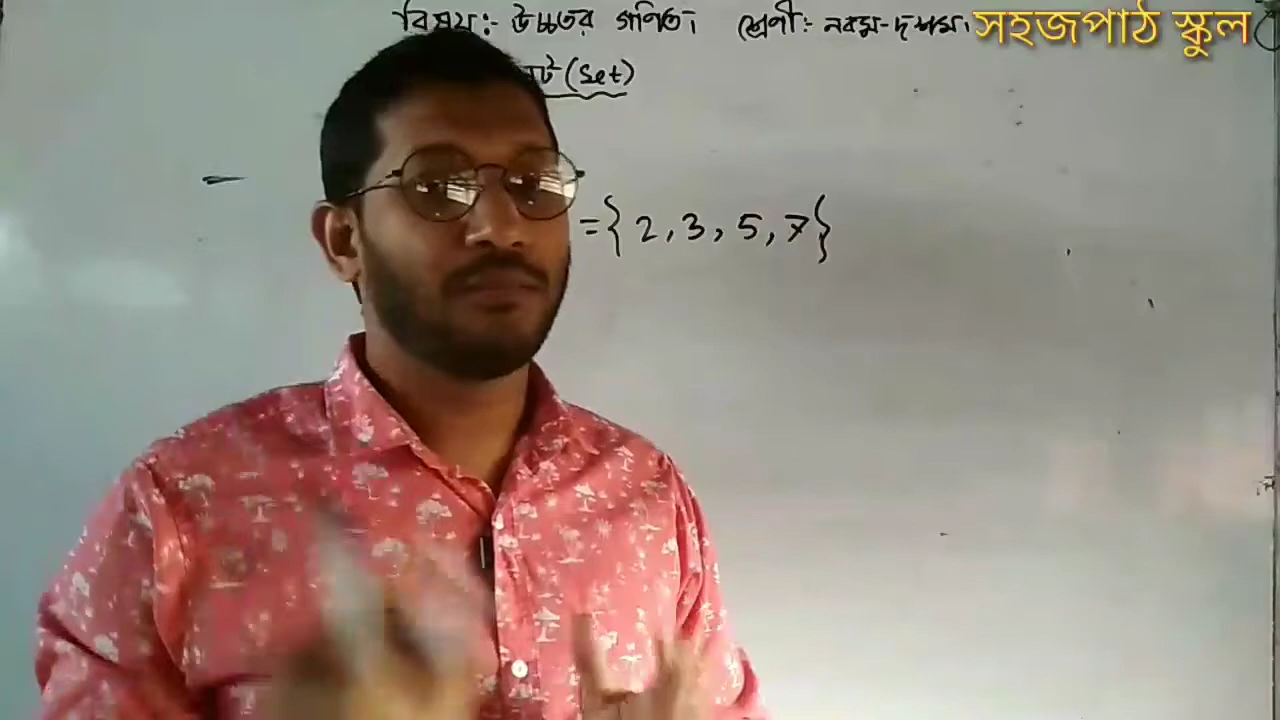 বিষয়:- উচ্চতর গণিত। শ্রেণী:- নবম-দশম। সহজপাঠ স্কুল
সেট (Set)
= { 2, 3, 5, 7 }